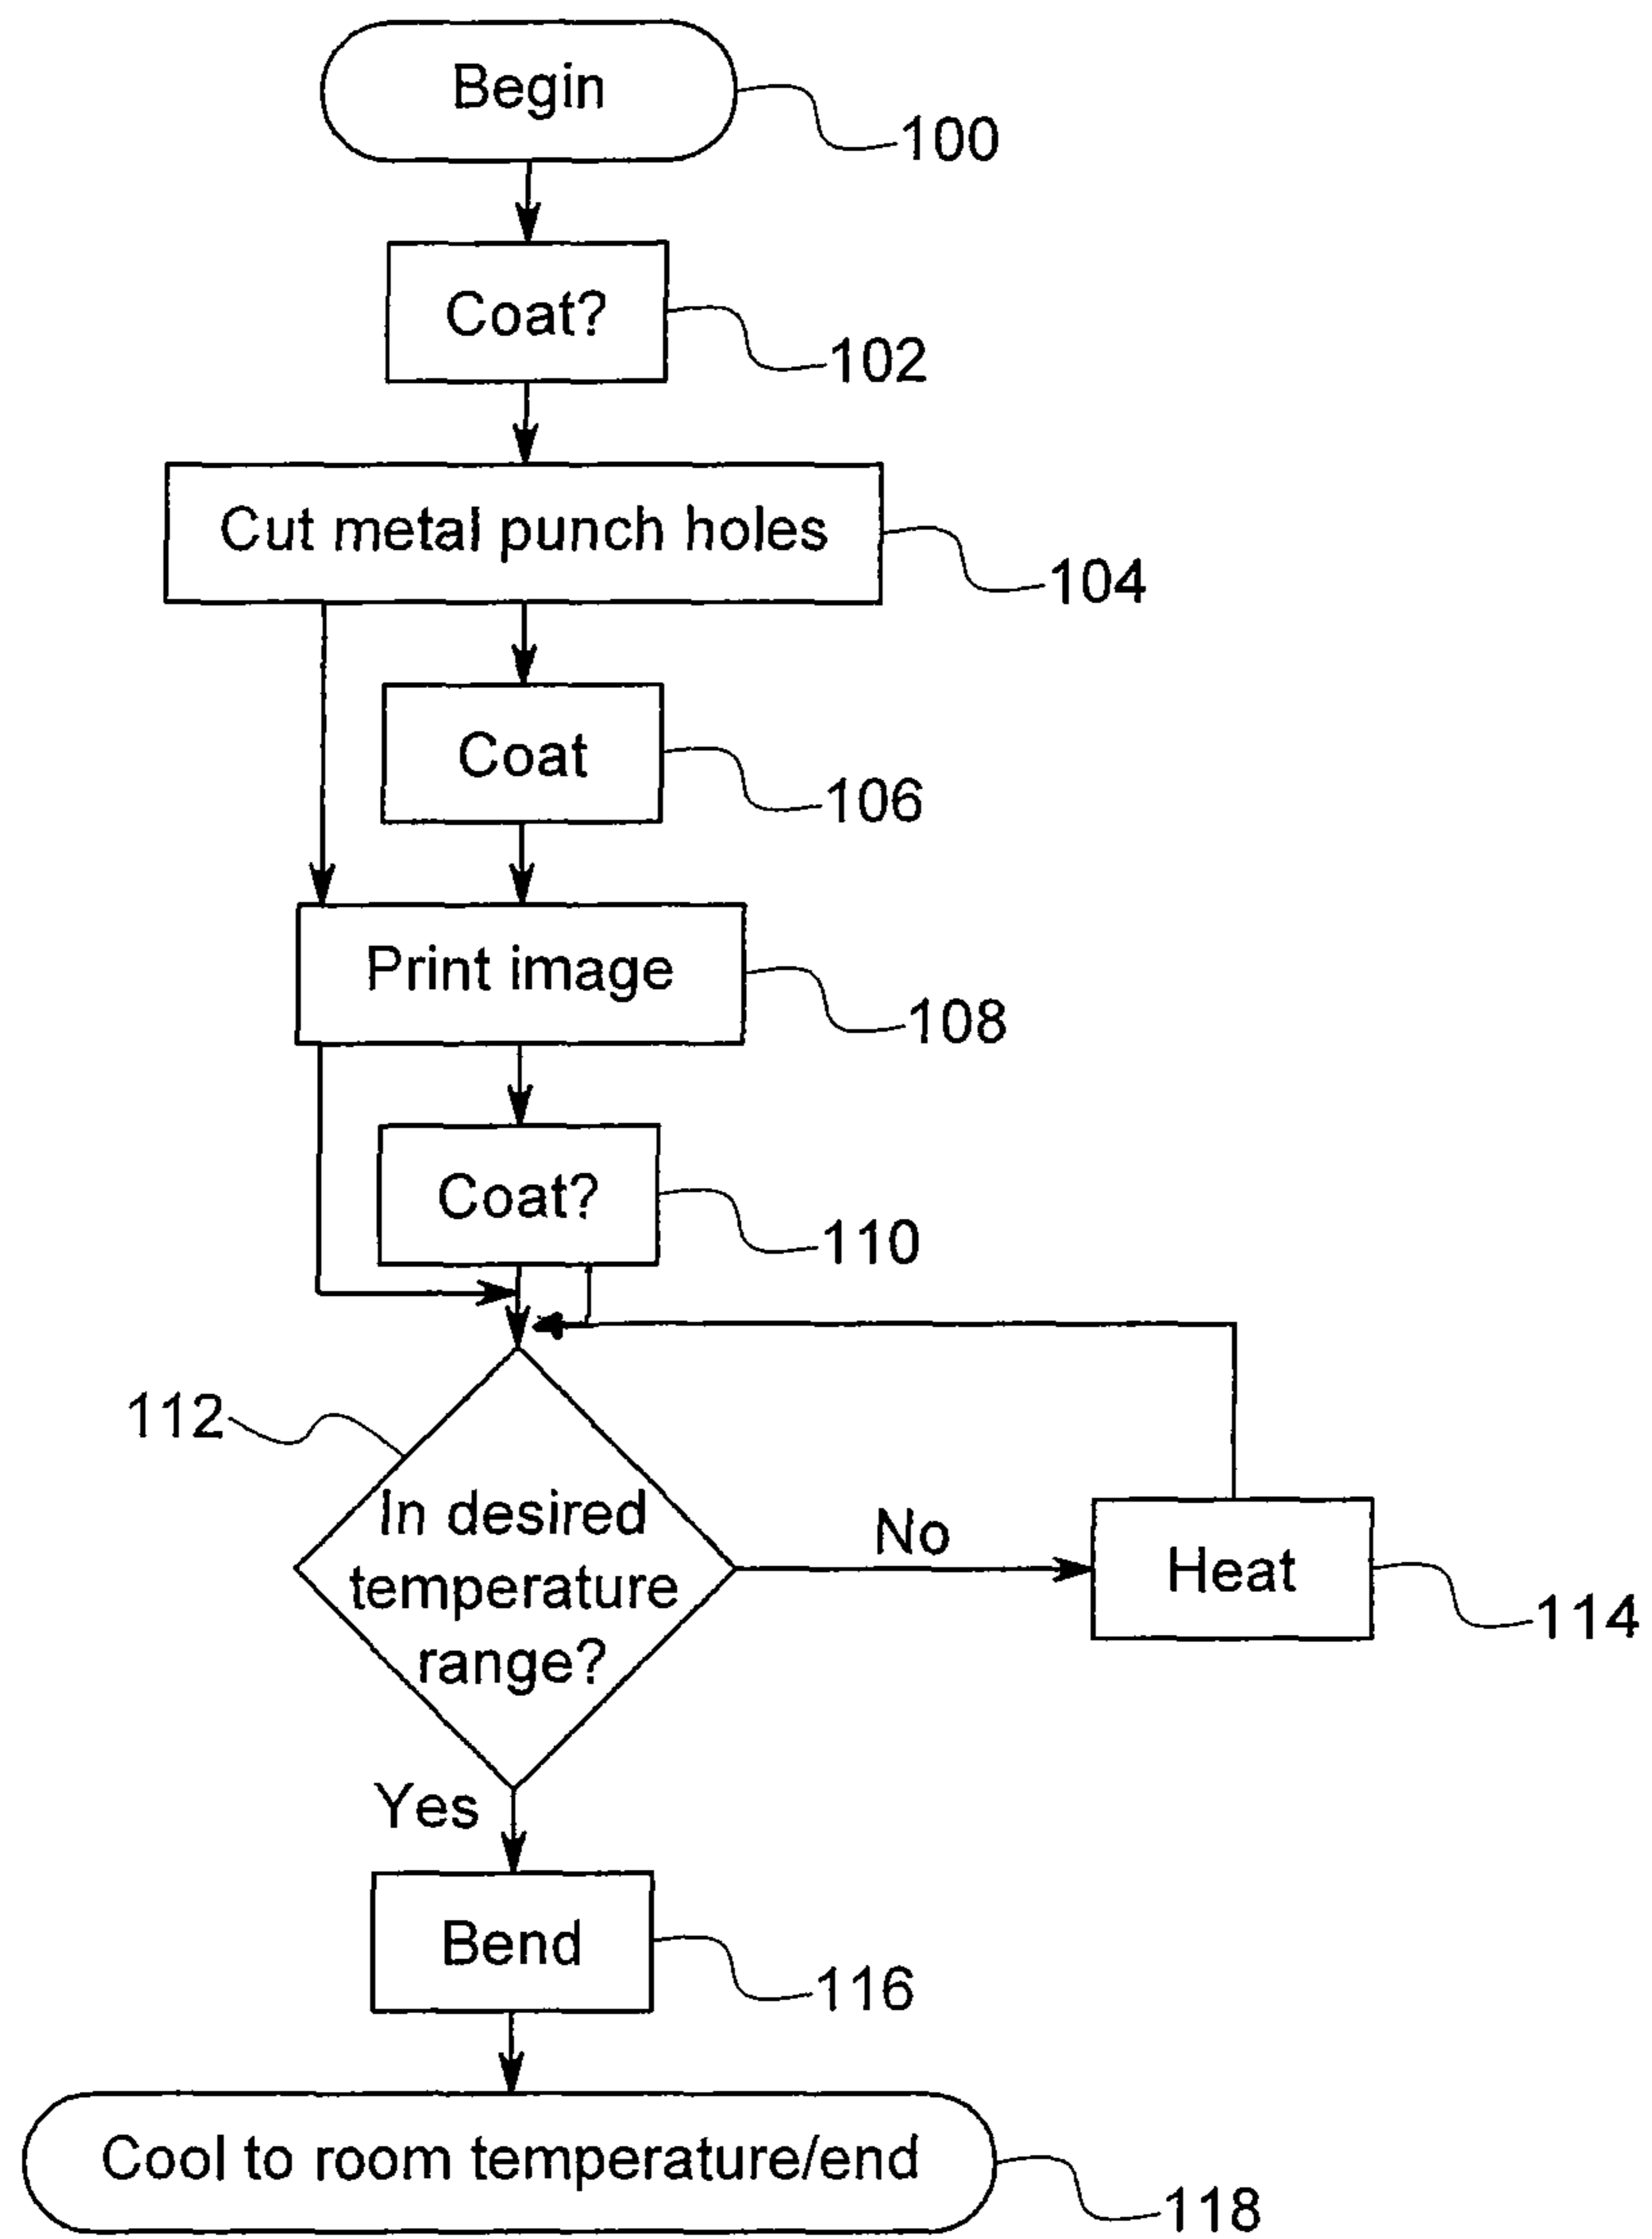 Begin
100
Coat?
102
Cut metal punch holes
104
Coat
106
Print image
108
Coat?
110
112
In desired
temperature
range?
No
Heat
114
Yes
Bend
116
Cool to room temperature/end
118